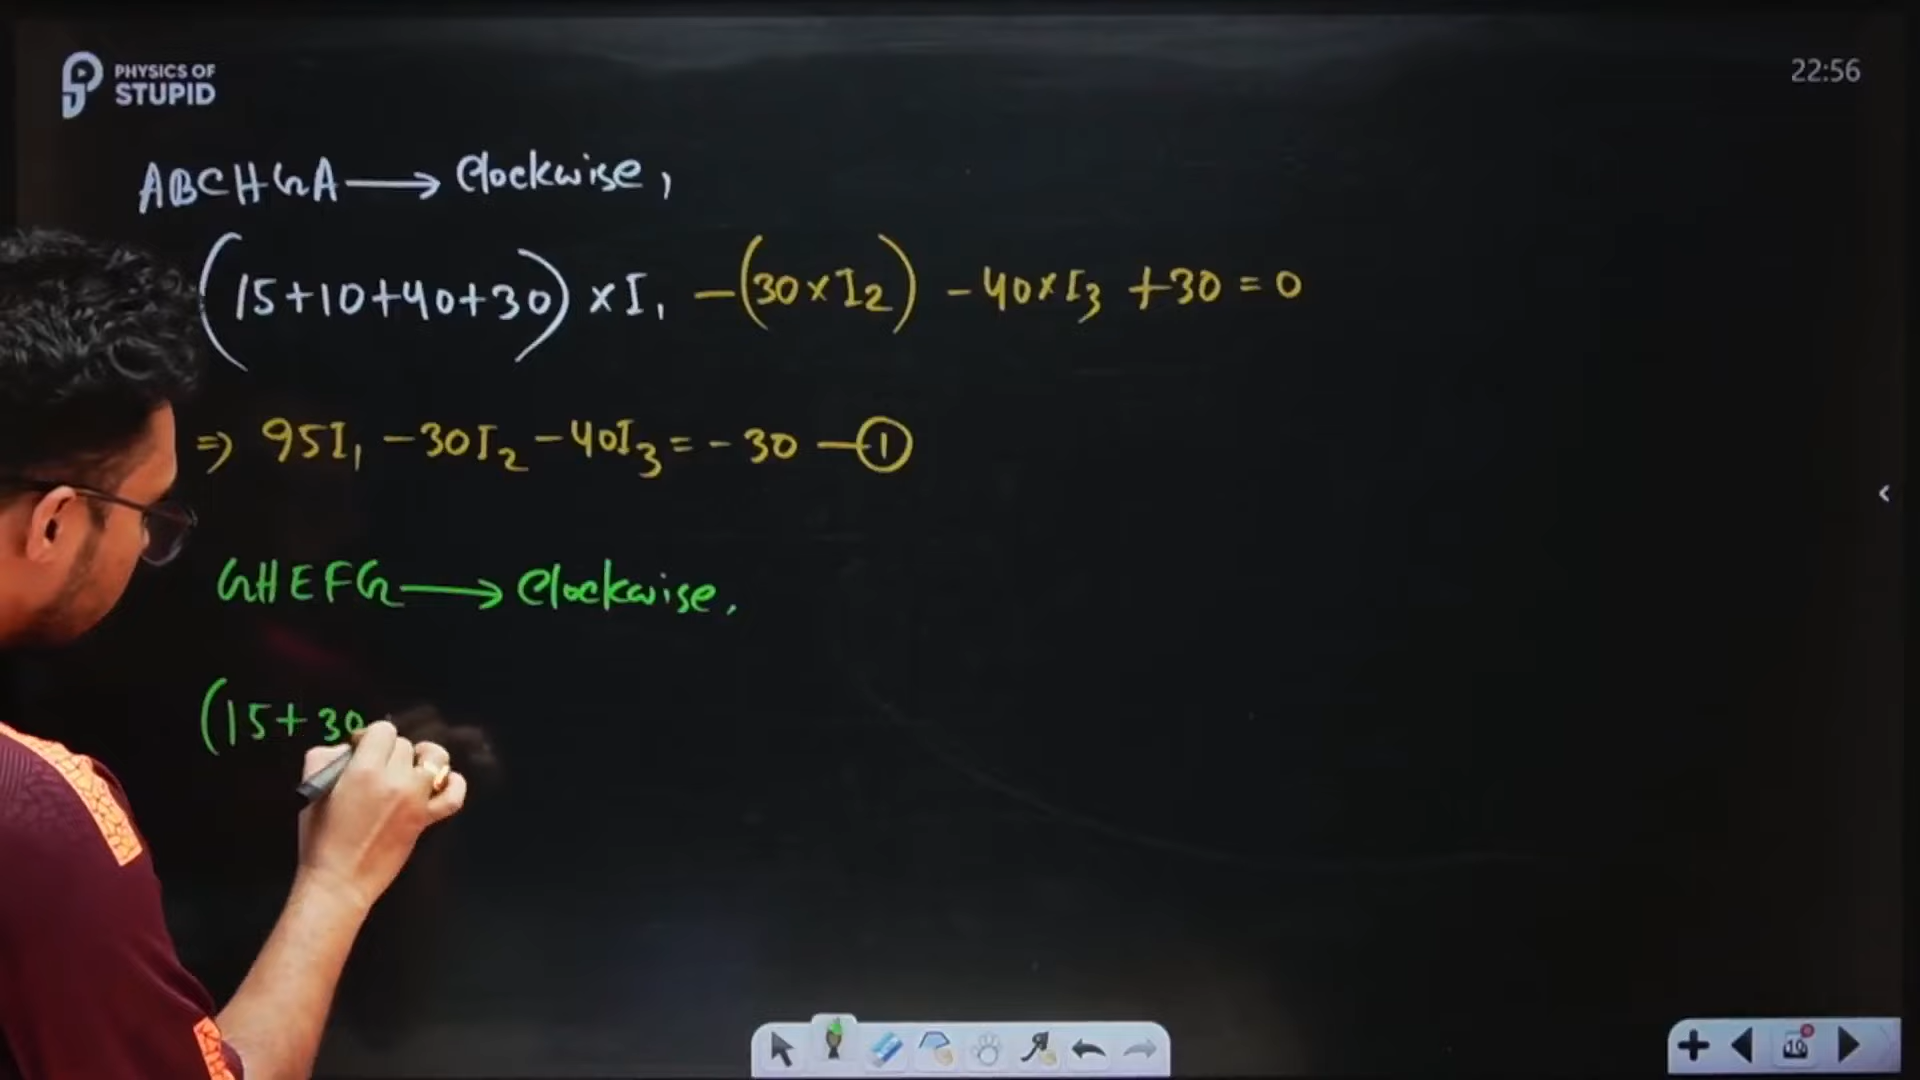 PHYSICS OF
STUPID
22:56
ABCHGA ⟶ Clockwise,
(15+10+40+30) × I₁ −(30×I₂) − 40×I₃ +30 = 0
⇒ 95I₁ −30I₂ −40I₃ = −30 —①
GHEFG ⟶ Clockwise.
(15+30
19